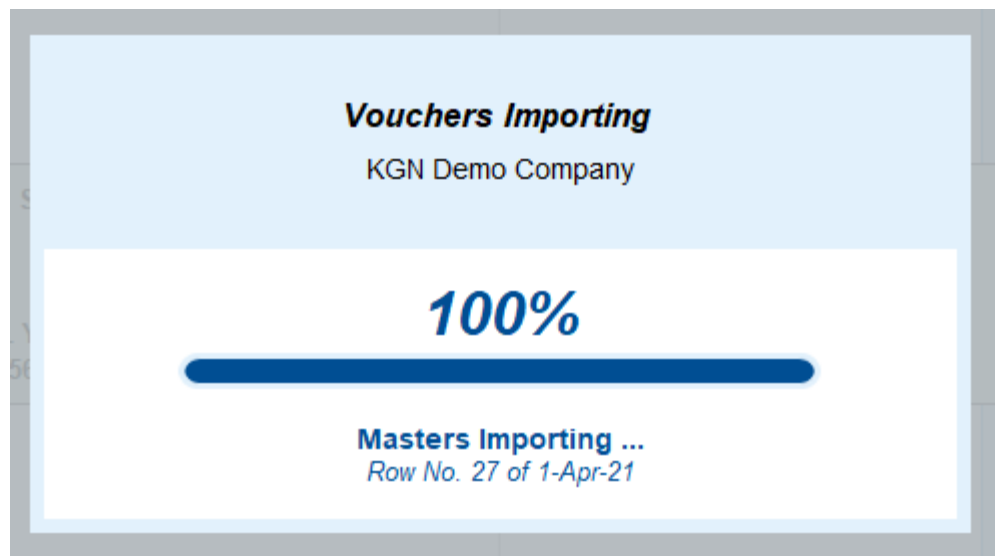 Vouchers Importing
KGN Demo Company
100%
Masters Importing ...
Row No. 27 of 1-Apr-21